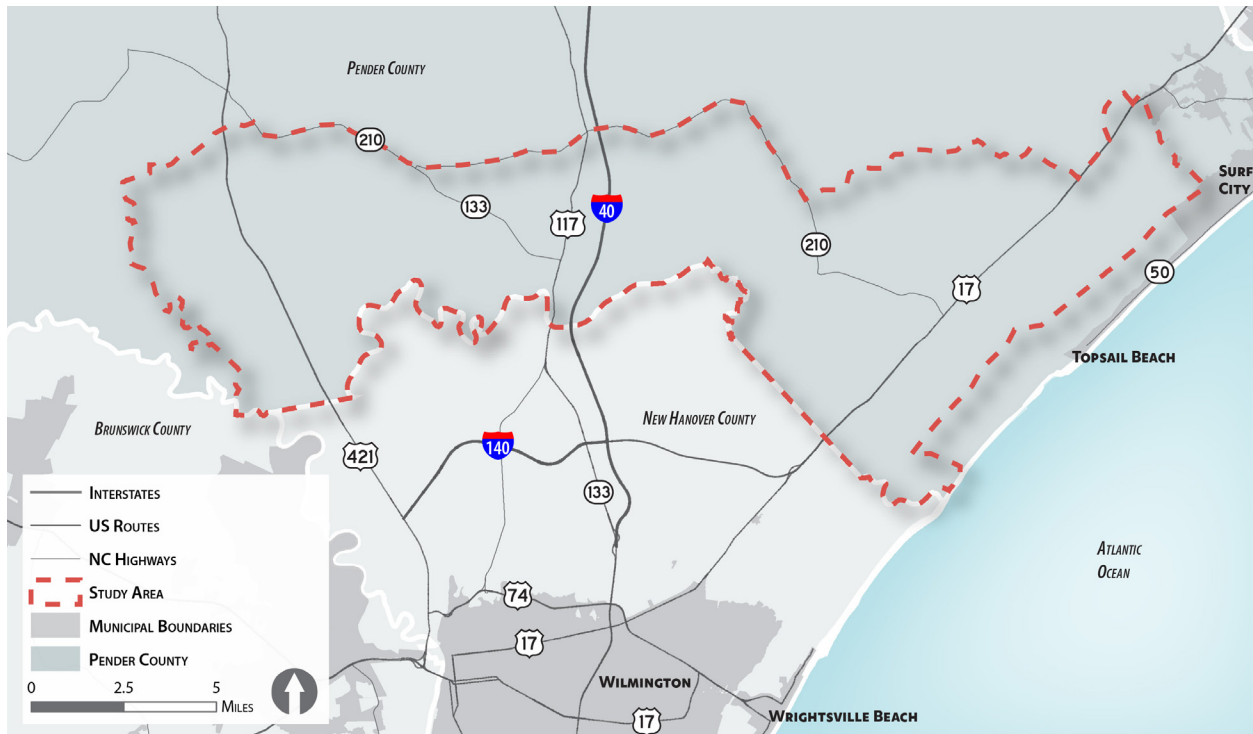 PENDER COUNTY
210
133
117
40
210
17
50
SURF
CITY
TOPSAIL BEACH
BRUNSWICK COUNTY
NEW HANOVER COUNTY
421
140
133
ATLANTIC
OCEAN
74
17
WILMINGTON
17
WRIGHTSVILLE BEACH
INTERSTATES
US ROUTES
NC HIGHWAYS
STUDY AREA
MUNICIPAL BOUNDARIES
PENDER COUNTY
0 2.5 5
MILES